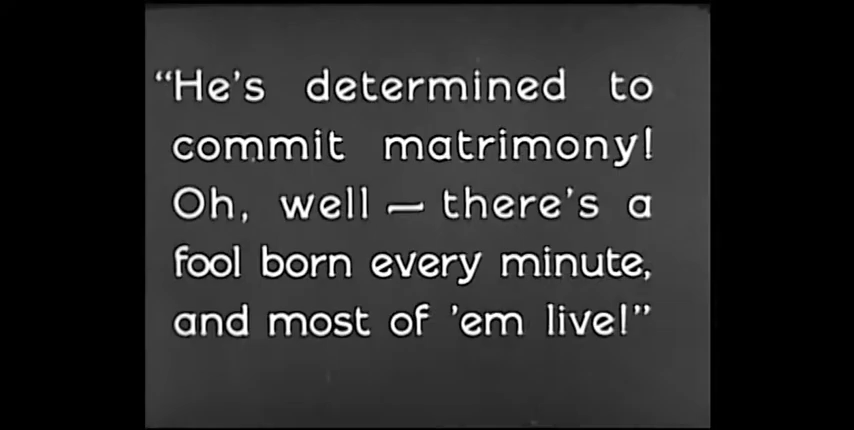 “He’s determined to
commit matrimony!
Oh, well — there’s a
fool born every minute,
and most of ’em live!”